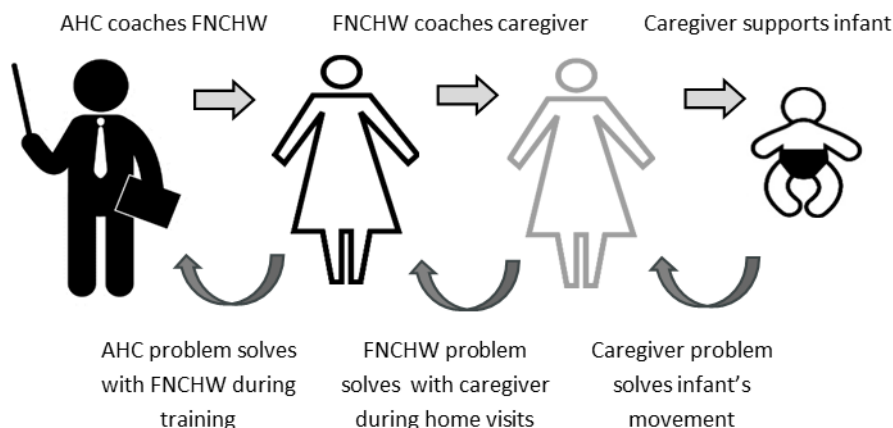 AHC coaches FNCHW
FNCHW coaches caregiver
Caregiver supports infant
AHC problem solves
with FNCHW during
training
FNCHW problem
solves with caregiver
during home visits
Caregiver problem
solves infant's
movement